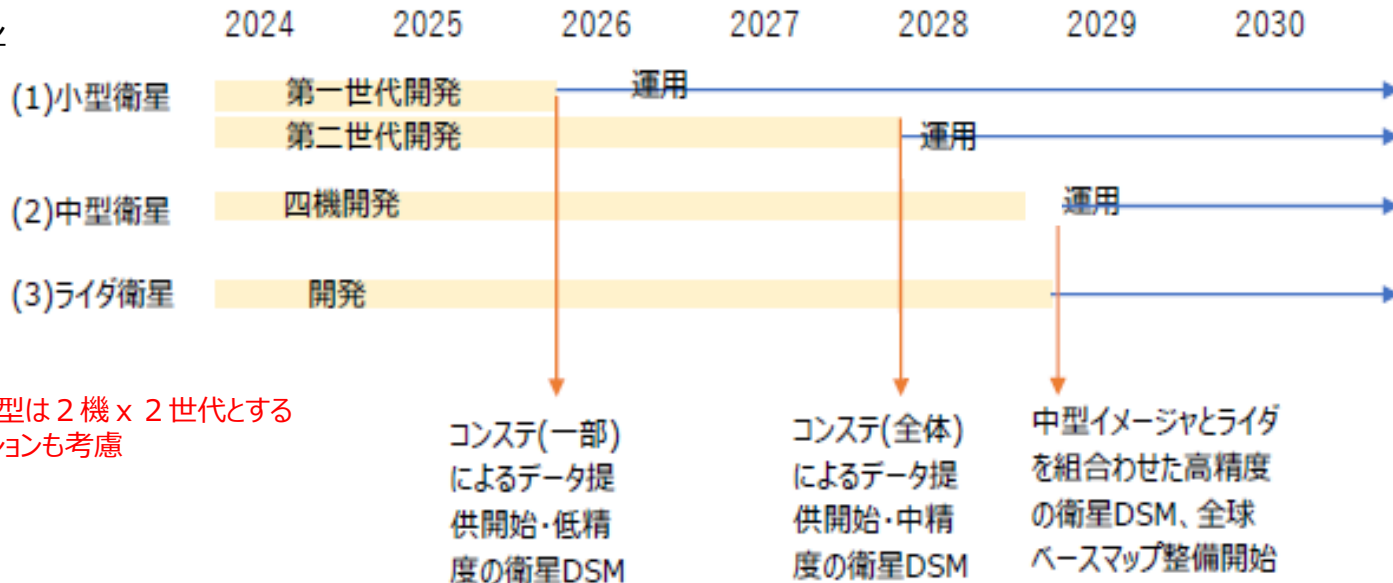 2024 2025 2026 2027 2028 2029 2030
(1)小型衛星 第一世代開発 運用
第二世代開発 運用
(2)中型衛星 四機開発 運用
(3)ライダ衛星 開発
型は2機x2世代とする
ションも考慮
コンステ(一部)
によるデータ提
供開始・低精
度の衛星DSM
コンステ(全体)
によるデータ提
供開始・中精
度の衛星DSM
中型イメージャとライダ
を組合わせた高精度
の衛星DSM、全球
ベースマップ整備開始